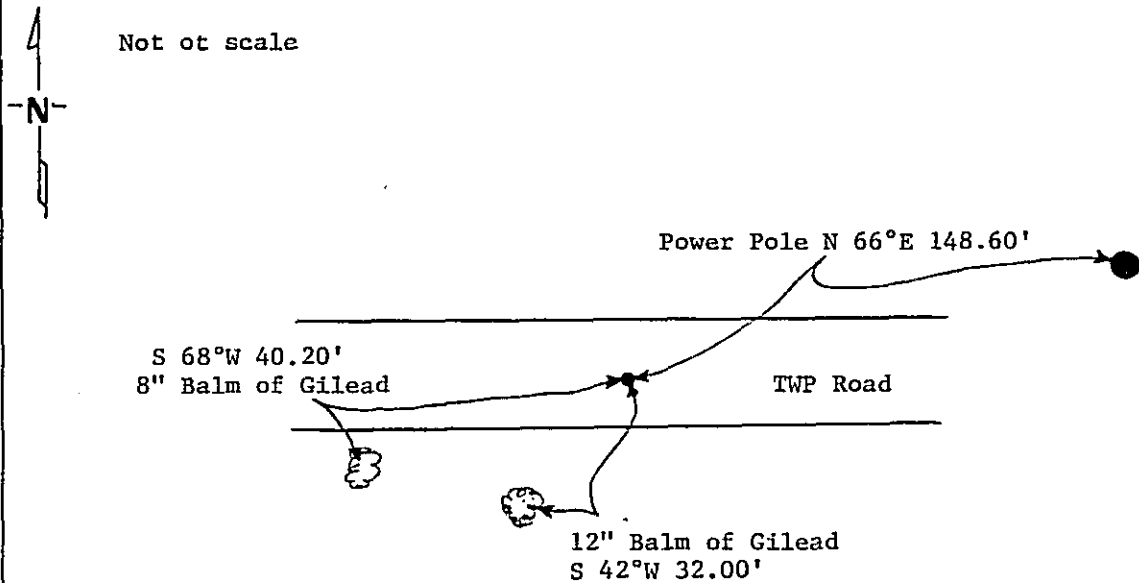 Not ot scale
N
Power Pole N 66°E 148.60'
S 68°W 40.20'
8" Balm of Gilead
TWP Road
12" Balm of Gilead
S 42°W 32.00'